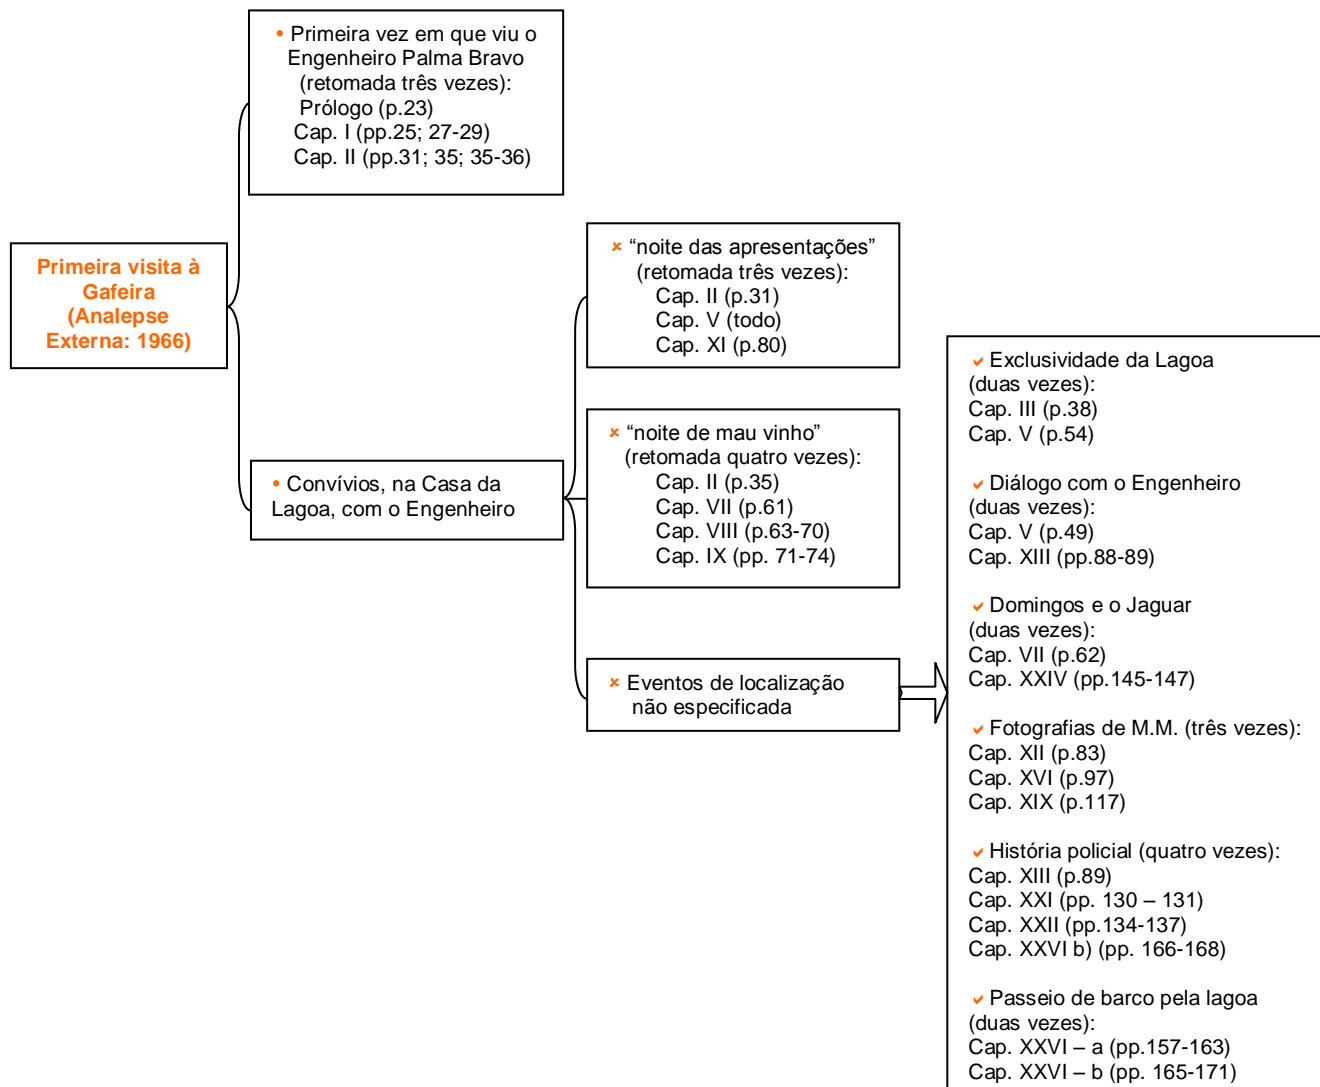 • Primeira vez em que viu o
Engenheiro Palma Bravo
(retomada três vezes):
Prólogo (p.23)
Cap. I (pp.25; 27-29)
Cap. II (pp.31; 35; 35-36)
Primeira visita à
Gafeira
(Analepse
Externa: 1966)
• Convívios, na Casa da
Lagoa, com o Engenheiro
× “noite das apresentações”
(retomada três vezes):
Cap. II (p.31)
Cap. V (todo)
Cap. XI (p.80)
× “noite de mau vinho”
(retomada quatro vezes):
Cap. II (p.35)
Cap. VII (p.61)
Cap. VIII (p.63-70)
Cap. IX (pp. 71-74)
× Eventos de localização
não especificada
✓ Exclusividade da Lagoa
(duas vezes):
Cap. III (p.38)
Cap. V (p.54)
✓ Diálogo com o Engenheiro
(duas vezes):
Cap. V (p.49)
Cap. XIII (pp.88-89)
✓ Domingos e o Jaguar
(duas vezes):
Cap. VII (p.62)
Cap. XXIV (pp.145-147)
✓ Fotografias de M.M. (três vezes):
Cap. XII (p.83)
Cap. XVI (p.97)
Cap. XIX (p.117)
✓ História policial (quatro vezes):
Cap. XIII (p.89)
Cap. XXI (pp. 130 – 131)
Cap. XXII (pp.134-137)
Cap. XXVI b) (pp. 166-168)
✓ Passeio de barco pela lagoa
(duas vezes):
Cap. XXVI – a (pp.157-163)
Cap. XXVI – b (pp. 165-171)